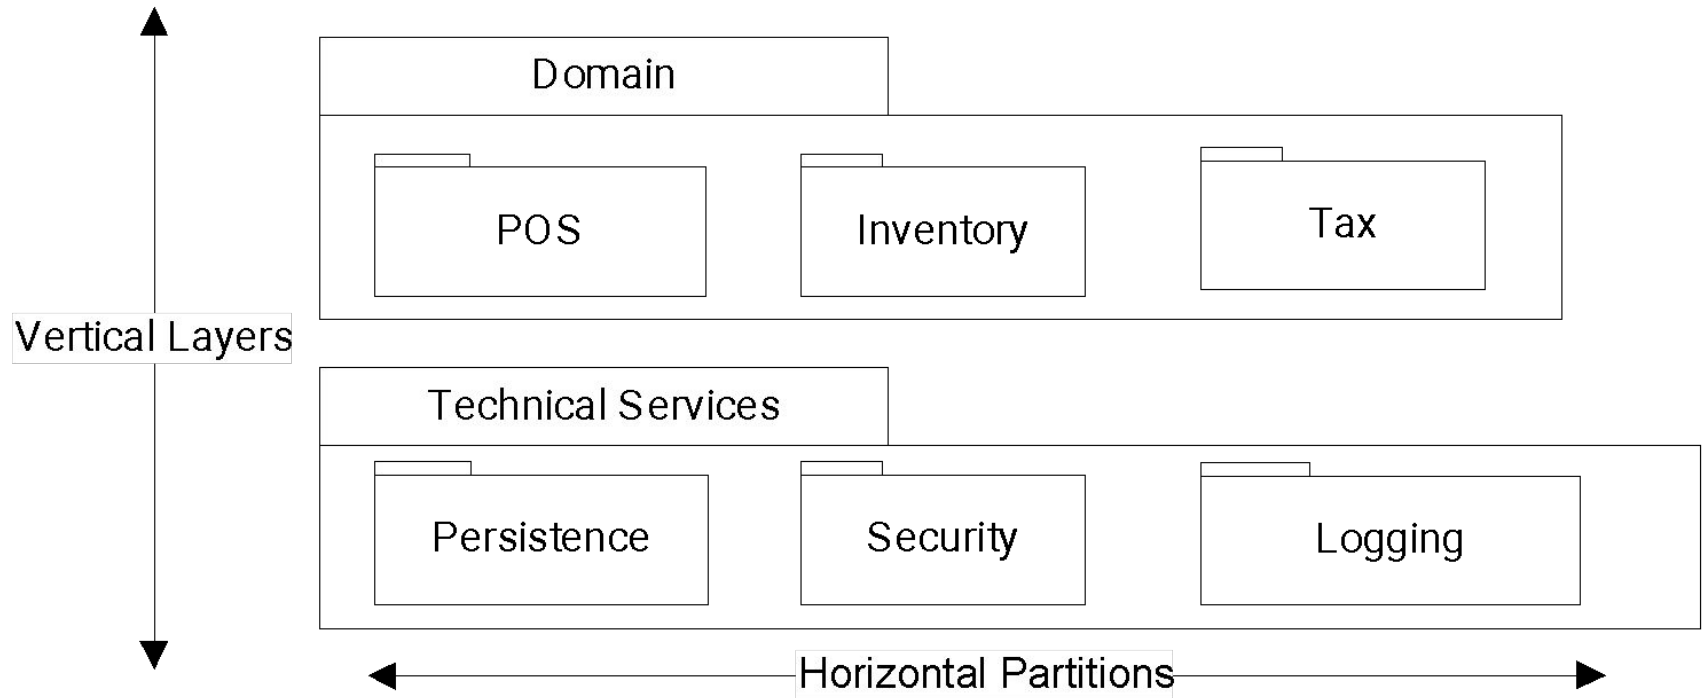 Domain
POS
Inventory
Tax
Vertical Layers
Technical Services
Persistence
Security
Logging
Horizontal Partitions